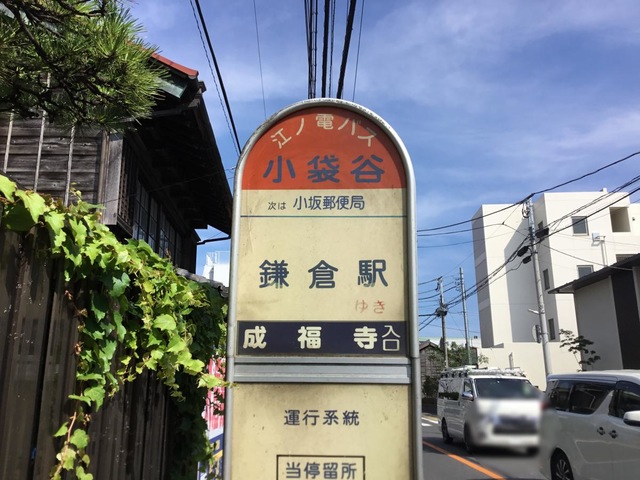 江ノ電バス
小袋谷
次は 小坂郵便局
鎌倉駅
ゆき
成福寺入口
運行系統
当停留所